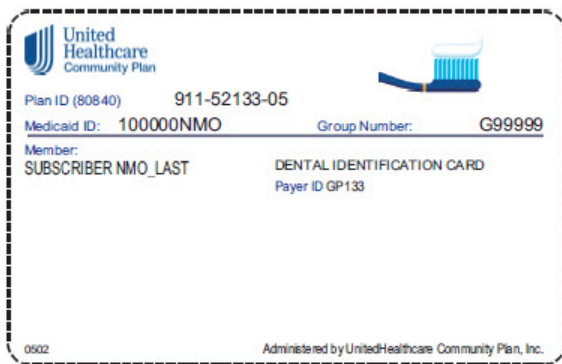 United
Healthcare
Community Plan
Plan ID (80840) 911-52133-05
Medicaid ID: 100000NMO Group Number: G99999
Member:
SUBSCRIBER NMO_LAST
DENTAL IDENTIFICATION CARD
Payer ID GP133
0502 Administered by UnitedHealthcare Community Plan, Inc.